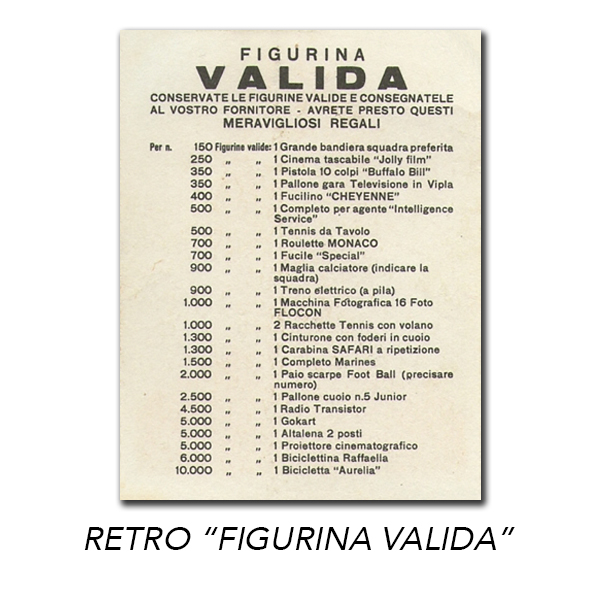 FIGURINA
VALIDA
CONSERVATE LE FIGURINE VALIDE E CONSEGNATELE
AL VOSTRO FORNITORE - AVRETE PRESTO QUESTI
MERAVIGLIOSI REGALI
Per n. 150 Figurine valide: 1 Grande bandiera squadra preferita
250 „ „ 1 Cinema tascabile "Jolly film"
350 „ „ 1 Pistola 10 colpi "Buffalo Bill"
350 „ „ 1 Pallone gara Televisione in Vipla
400 „ „ 1 Fucilino "CHEYENNE"
500 „ „ 1 Completo per agente "Intelligence
Service"
500 „ „ 1 Tennis da Tavolo
700 „ „ 1 Roulette MONACO
700 „ „ 1 Fucile "Special"
900 „ „ 1 Maglia calciatore (indicare la
squadra)
900 „ „ 1 Treno elettrico (a pila)
1.000 „ „ 1 Macchina Fotografica 16 Foto
FLOCON
1.000 „ „ 2 Racchette Tennis con volano
1.300 „ „ 1 Cinturone con foderi in cuoio
1.300 „ „ 1 Carabina SAFARI a ripetizione
1.500 „ „ 1 Completo Marines
2.000 „ „ 1 Paio scarpe Foot Ball (precisare
numero)
2.500 „ „ 1 Pallone cuoio n.5 Junior
4.500 „ „ 1 Radio Transistor
5.000 „ „ 1 Gokart
5.000 „ „ 1 Altalena 2 posti
5.000 „ „ 1 Proiettore cinematografico
6.000 „ „ 1 Biciclettina Raffaella
10.000 „ „ 1 Bicicletta "Aurelia"
RETRO "FIGURINA VALIDA"